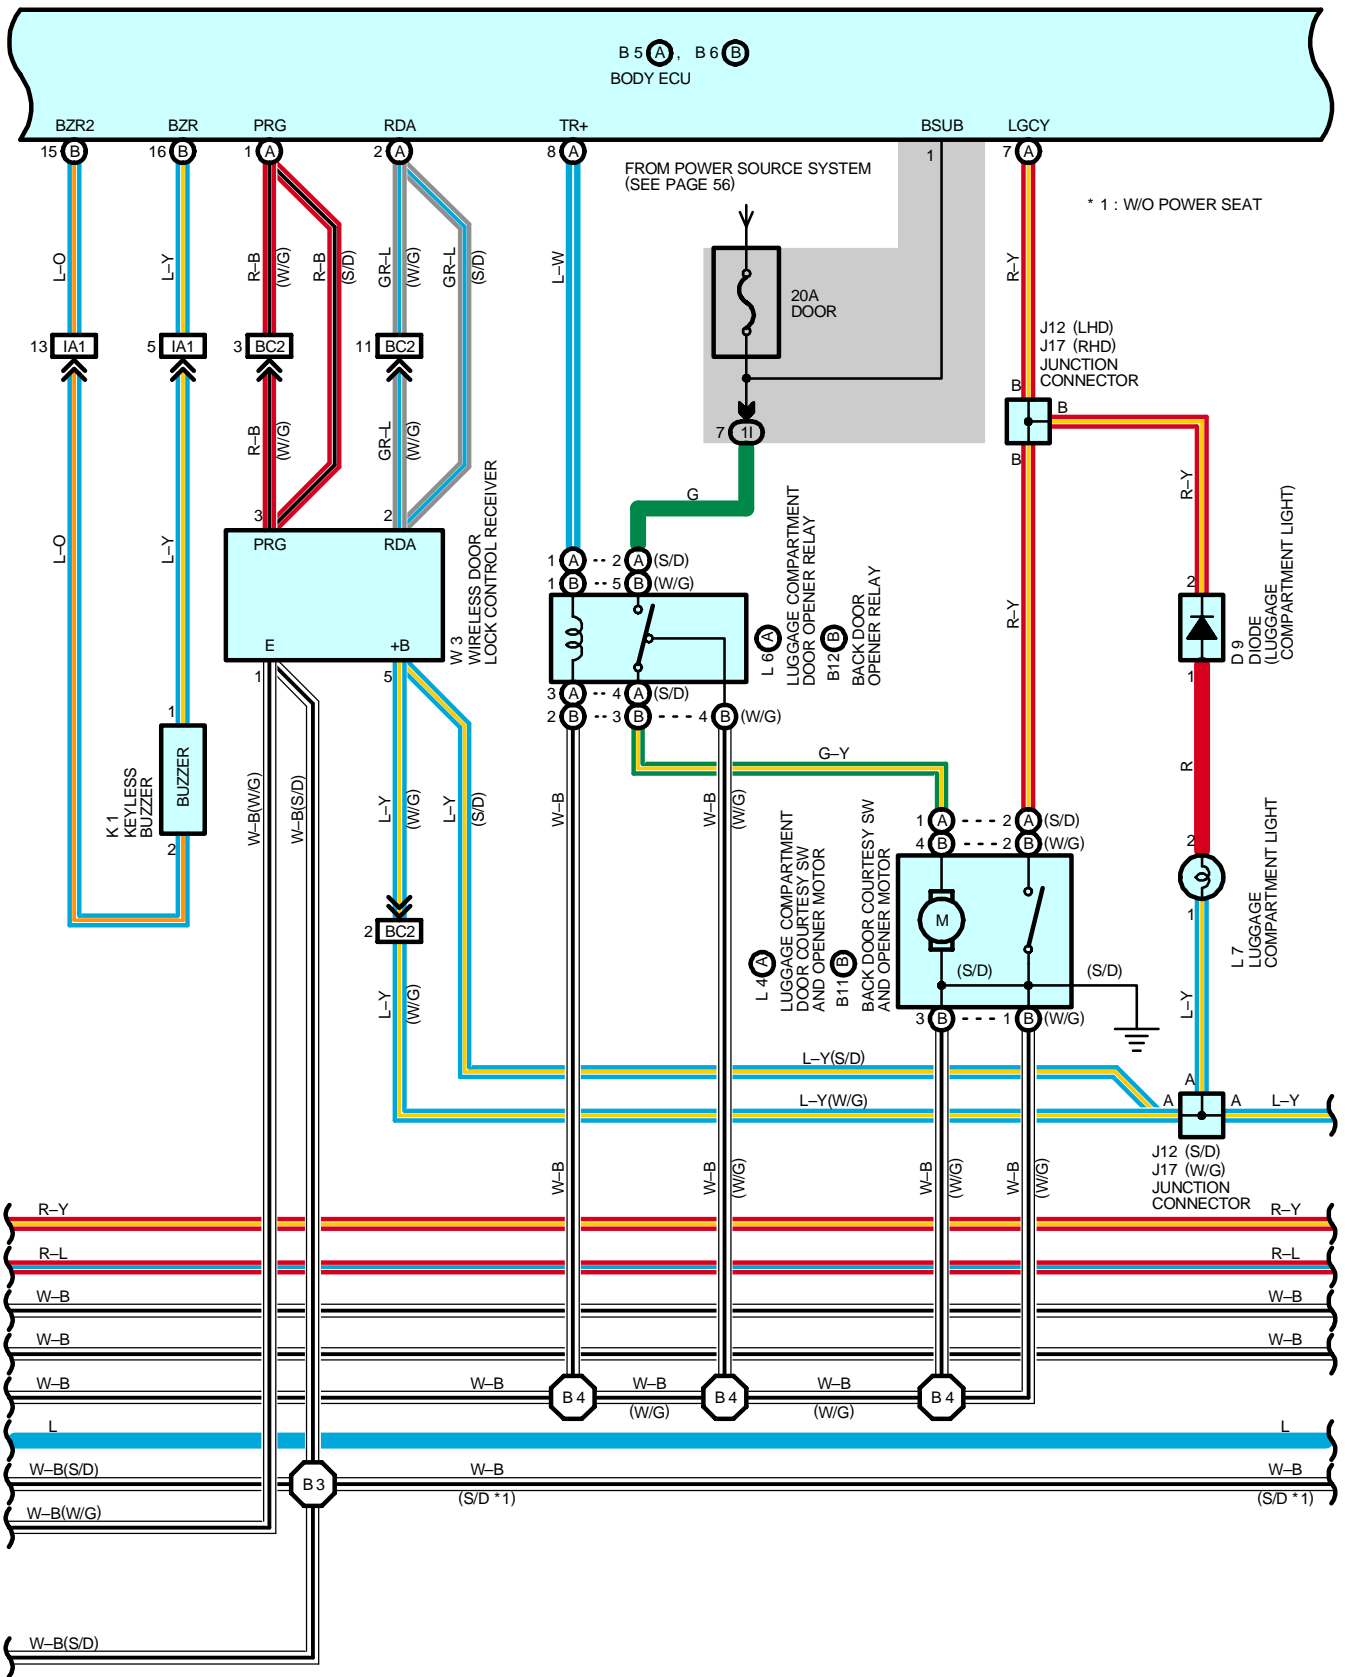 B 5 A , B 6 B
BODY ECU
BZR2 BZR PRG RDA TR+ BSUB LGCY
15 B 16 B 1 A 2 A 8 A 1 7 A
FROM POWER SOURCE SYSTEM
(SEE PAGE 56)
* 1 : W/O POWER SEAT
L–O
L–Y
R–B
(W/G)
R–B
(S/D)
GR–L
(W/G)
GR–L
(S/D)
L–W
R–Y
20A
DOOR
13 IA1 5 IA1 3 BC2 11 BC2
J12 (LHD)
J17 (RHD)
JUNCTION
CONNECTOR
B
B
B
7 1I
R–B
(W/G)
GR–L
(W/G)
G
R–Y
L–O
L–Y
3 2
PRG RDA
E +B
1 5
W 3
WIRELESS DOOR
LOCK CONTROL RECEIVER
1 A 2 A (S/D)
1 B 5 B (W/G)
3 A 4 A (S/D)
2 B 3 B 4 B (W/G)
L 6 A
LUGGAGE COMPARTMENT
DOOR OPENER RELAY
B12 B
BACK DOOR
OPENER RELAY
R–Y
2
1
D 9
DIODE
(LUGGAGE
COMPARTMENT LIGHT)
1
BUZZER
2
K 1
KEYLESS
BUZZER
W–B(W/G)
W–B(S/D)
L–Y
(W/G)
L–Y
(S/D)
W–B
W–B
(W/G)
G–Y
R
1 A 2 A (S/D)
4 B 2 B (W/G)
M
(S/D) (S/D)
3 B 1 B (W/G)
L 4 A
LUGGAGE COMPARTMENT
DOOR COURTESY SW
AND OPENER MOTOR
B11 B
BACK DOOR COURTESY SW
AND OPENER MOTOR
2
1
L 7
LUGGAGE
COMPARTMENT LIGHT
2 BC2
L–Y
(W/G)
L–Y
L–Y(S/D)
L–Y(W/G)
A
A A L–Y
J12 (S/D)
J17 (W/G)
JUNCTION
CONNECTOR
W–B
W–B
(W/G)
W–B
(W/G)
W–B
(W/G)
R–Y R–Y
R–L R–L
W–B W–B
W–B W–B
W–B W–B B 4 W–B B 4 W–B B 4
(W/G) (W/G)
L L
W–B(S/D) B 3 W–B W–B
(S/D *1) (S/D *1)
W–B(W/G)
W–B(S/D)